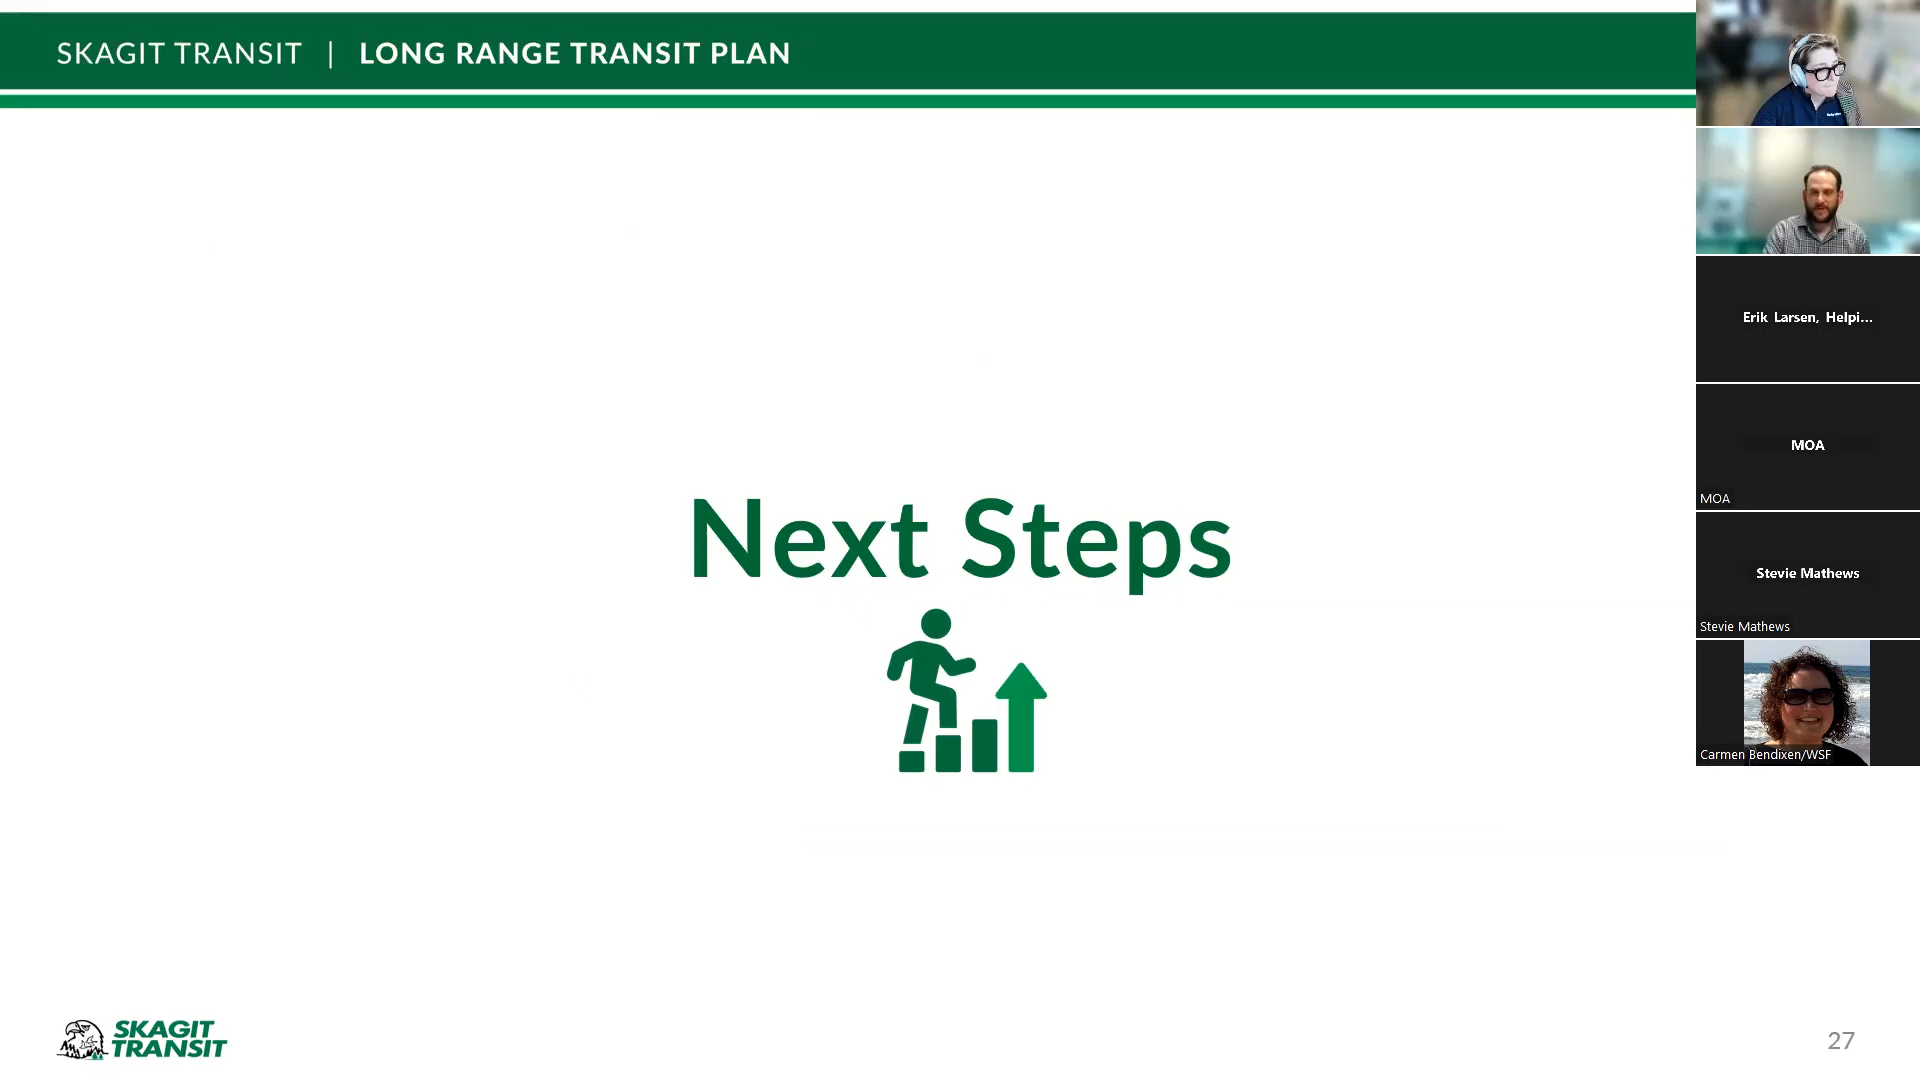 SKAGIT TRANSIT | LONG RANGE TRANSIT PLAN
Erik Larsen, Helpi...
MOA
MOA
Next Steps
Stevie Mathews
Stevie Mathews
Carmen Bendixen/WSF
SKAGIT
TRANSIT
27